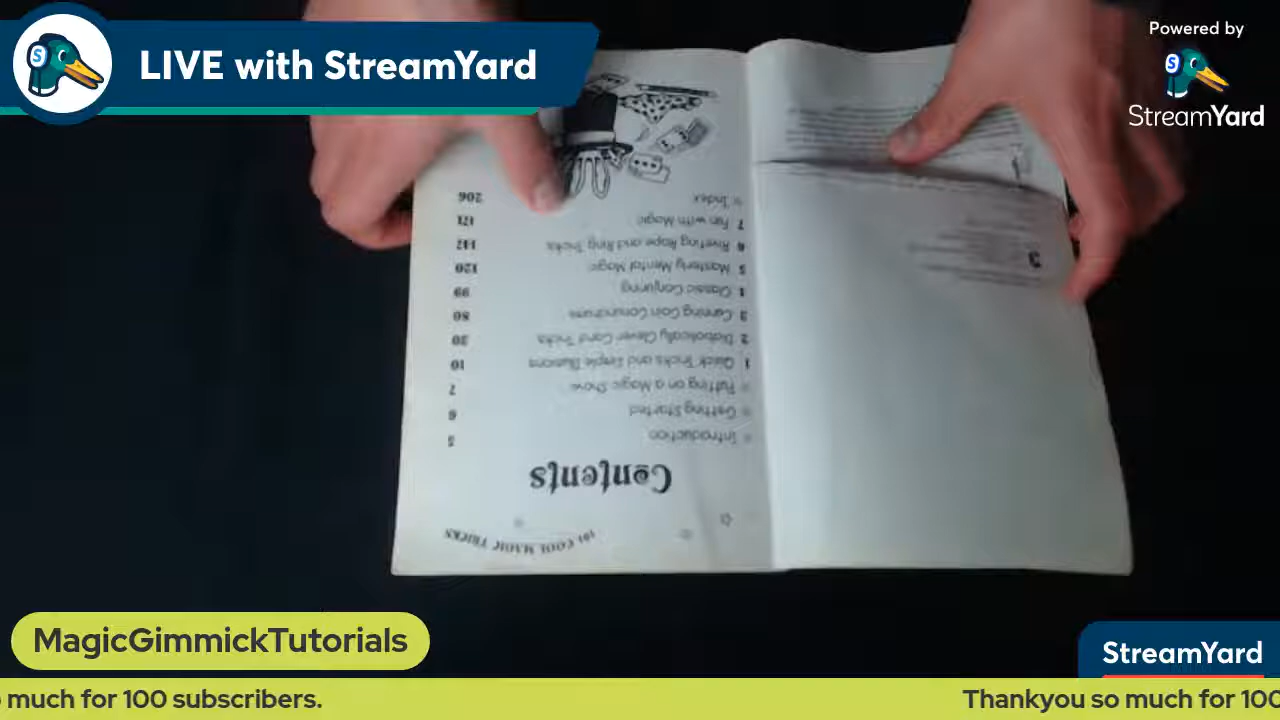 LIVE with StreamYard
Powered by
StreamYard
101 COOL MAGIC TRICKS
Contents
Introduction 5
Getting Started 6
Putting on a Magic Show 7
1 Quick Tricks and Simple Illusions 10
2 Diabolically Clever Card Tricks 20
3 Cunning Coin Conundrums 80
4 Classic Conjuring 99
5 Masterly Mental Magic 120
6 Riveting Rope and Ring Tricks 142
7 Fun with Magic 171
Index 206
MagicGimmickTutorials
StreamYard
o much for 100 subscribers.
Thankyou so much for 100